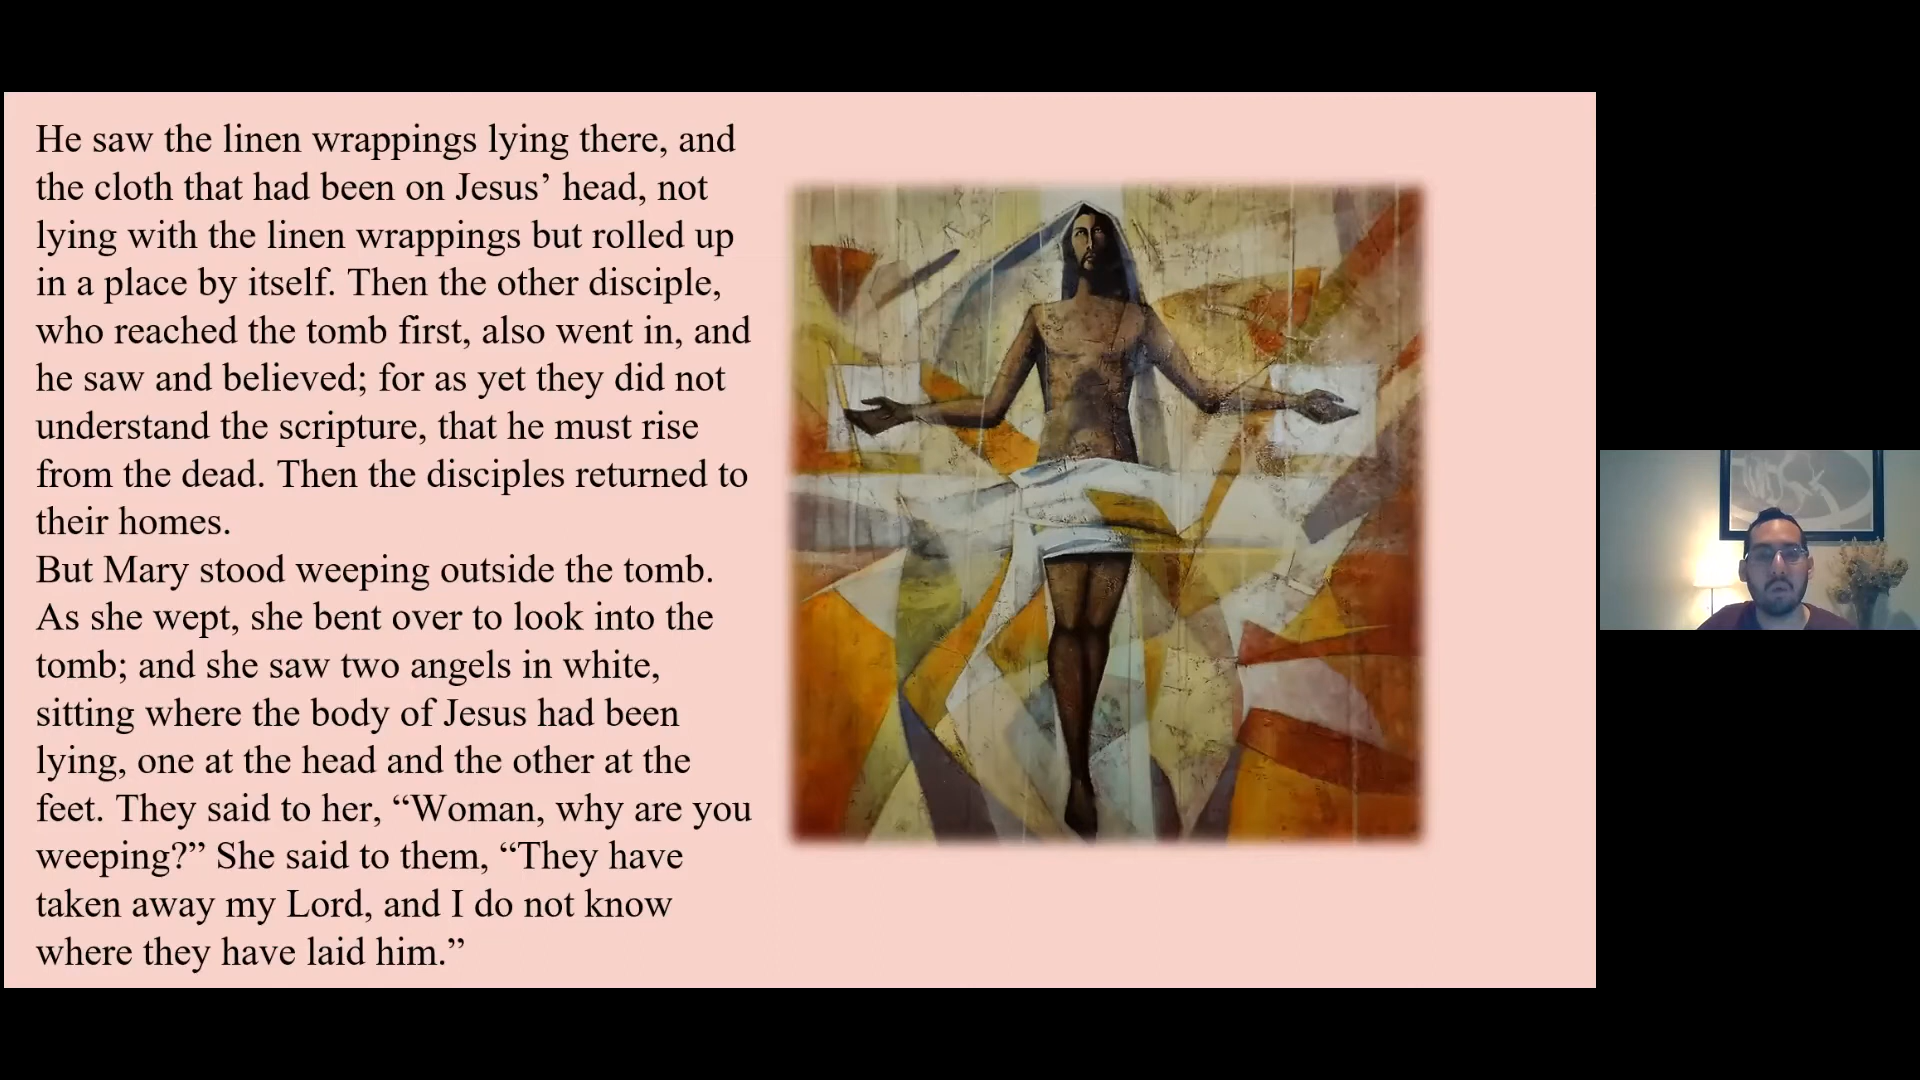 He saw the linen wrappings lying there, and
the cloth that had been on Jesus’ head, not
lying with the linen wrappings but rolled up
in a place by itself. Then the other disciple,
who reached the tomb first, also went in, and
he saw and believed; for as yet they did not
understand the scripture, that he must rise
from the dead. Then the disciples returned to
their homes.
But Mary stood weeping outside the tomb.
As she wept, she bent over to look into the
tomb; and she saw two angels in white,
sitting where the body of Jesus had been
lying, one at the head and the other at the
feet. They said to her, “Woman, why are you
weeping?” She said to them, “They have
taken away my Lord, and I do not know
where they have laid him.”